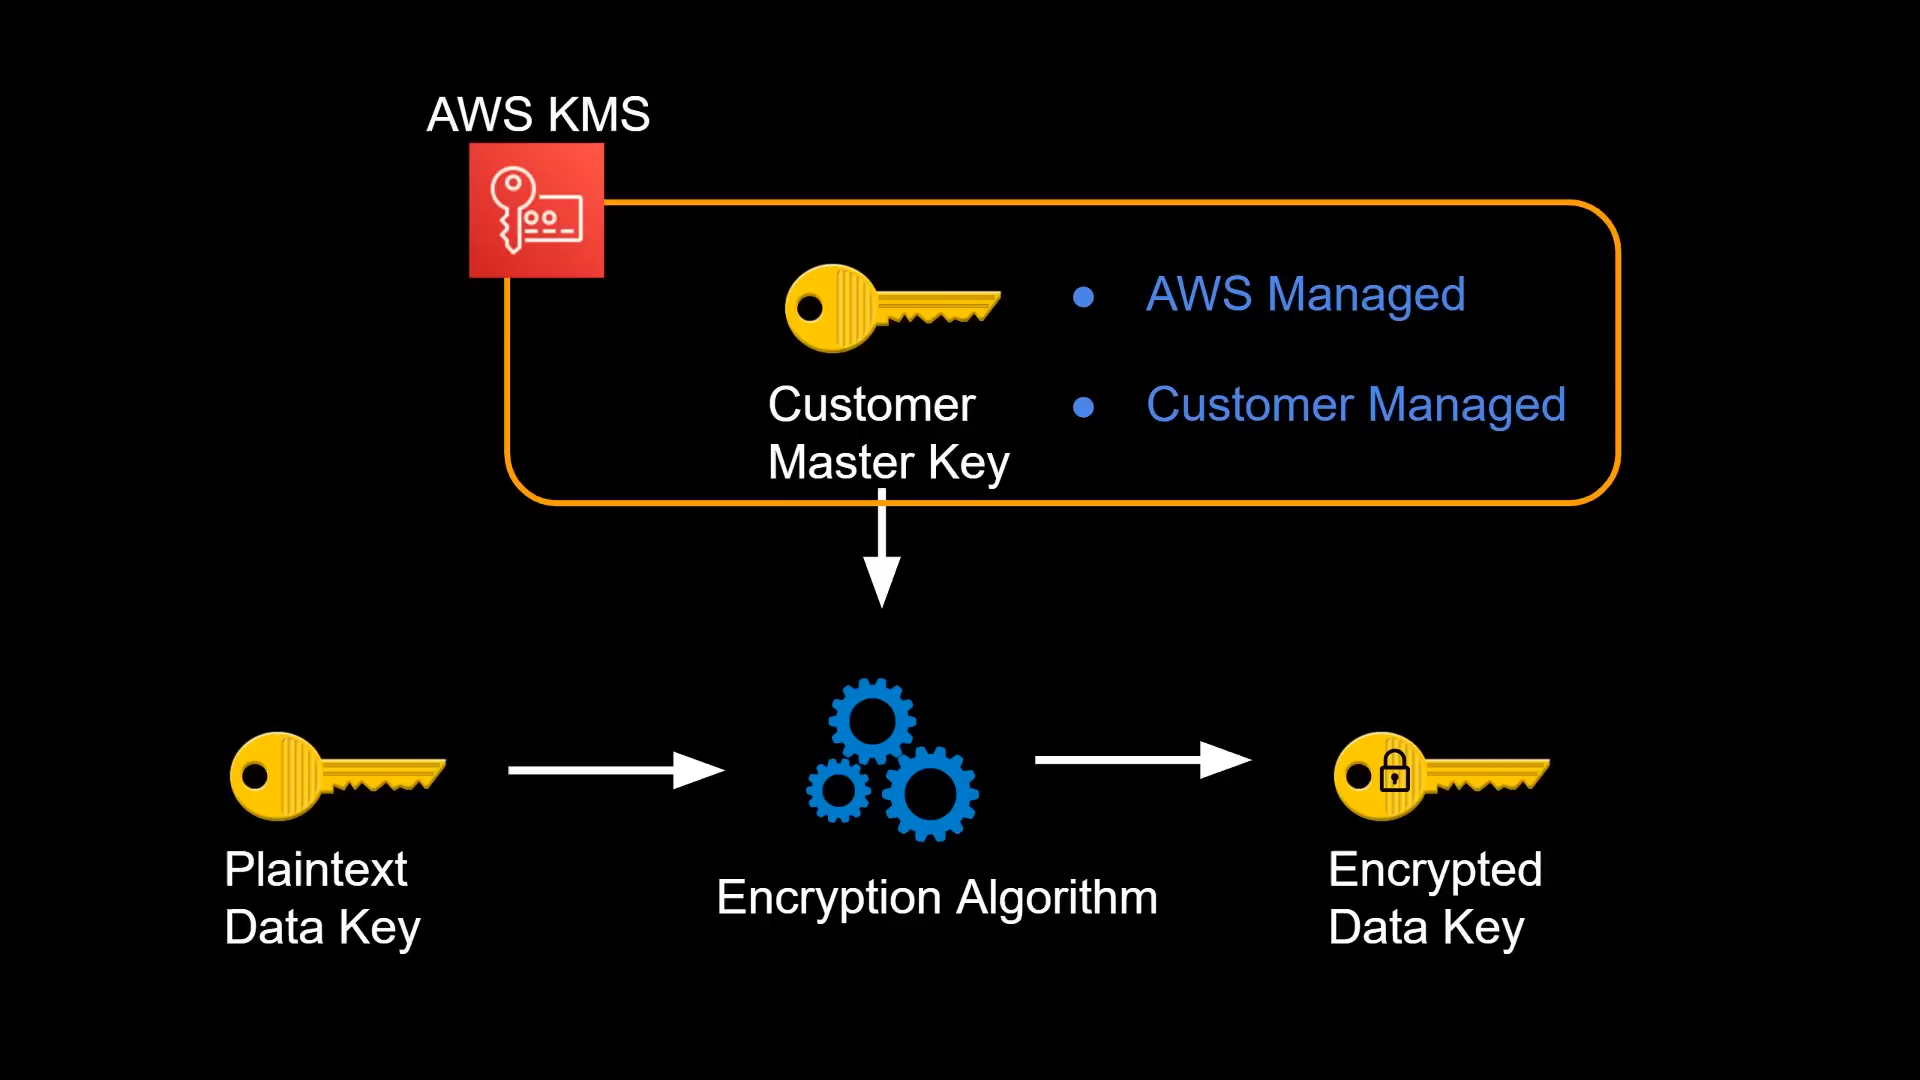 AWS KMS
● AWS Managed
Customer
Master Key
● Customer Managed
Plaintext
Data Key
Encryption Algorithm
Encrypted
Data Key